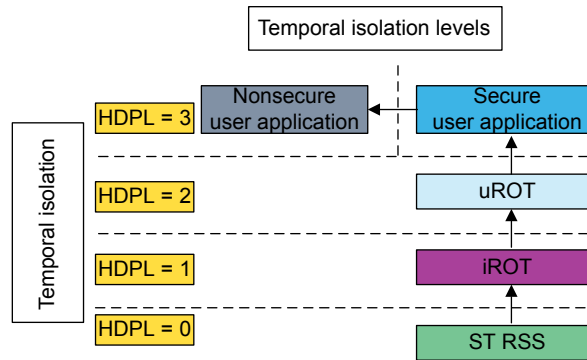 Temporal isolation levels
Temporal isolation
HDPL = 3
Nonsecure
user application
Secure
user application
HDPL = 2
uROT
HDPL = 1
iROT
HDPL = 0
ST RSS